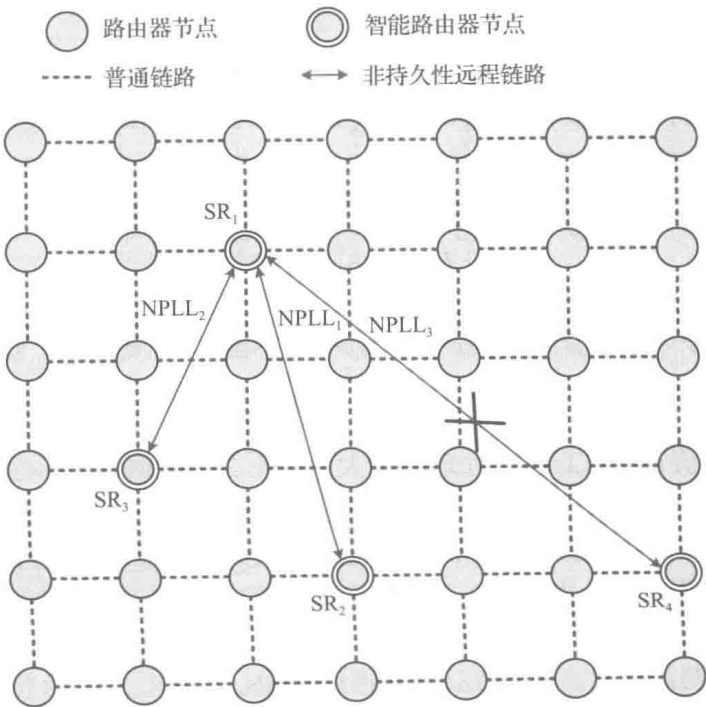 路由器节点 智能路由器节点
普通链路 非持久性远程链路
SR₁
NPLL₂ NPLL₁ NPLL₃
SR₃
SR₂ SR₄